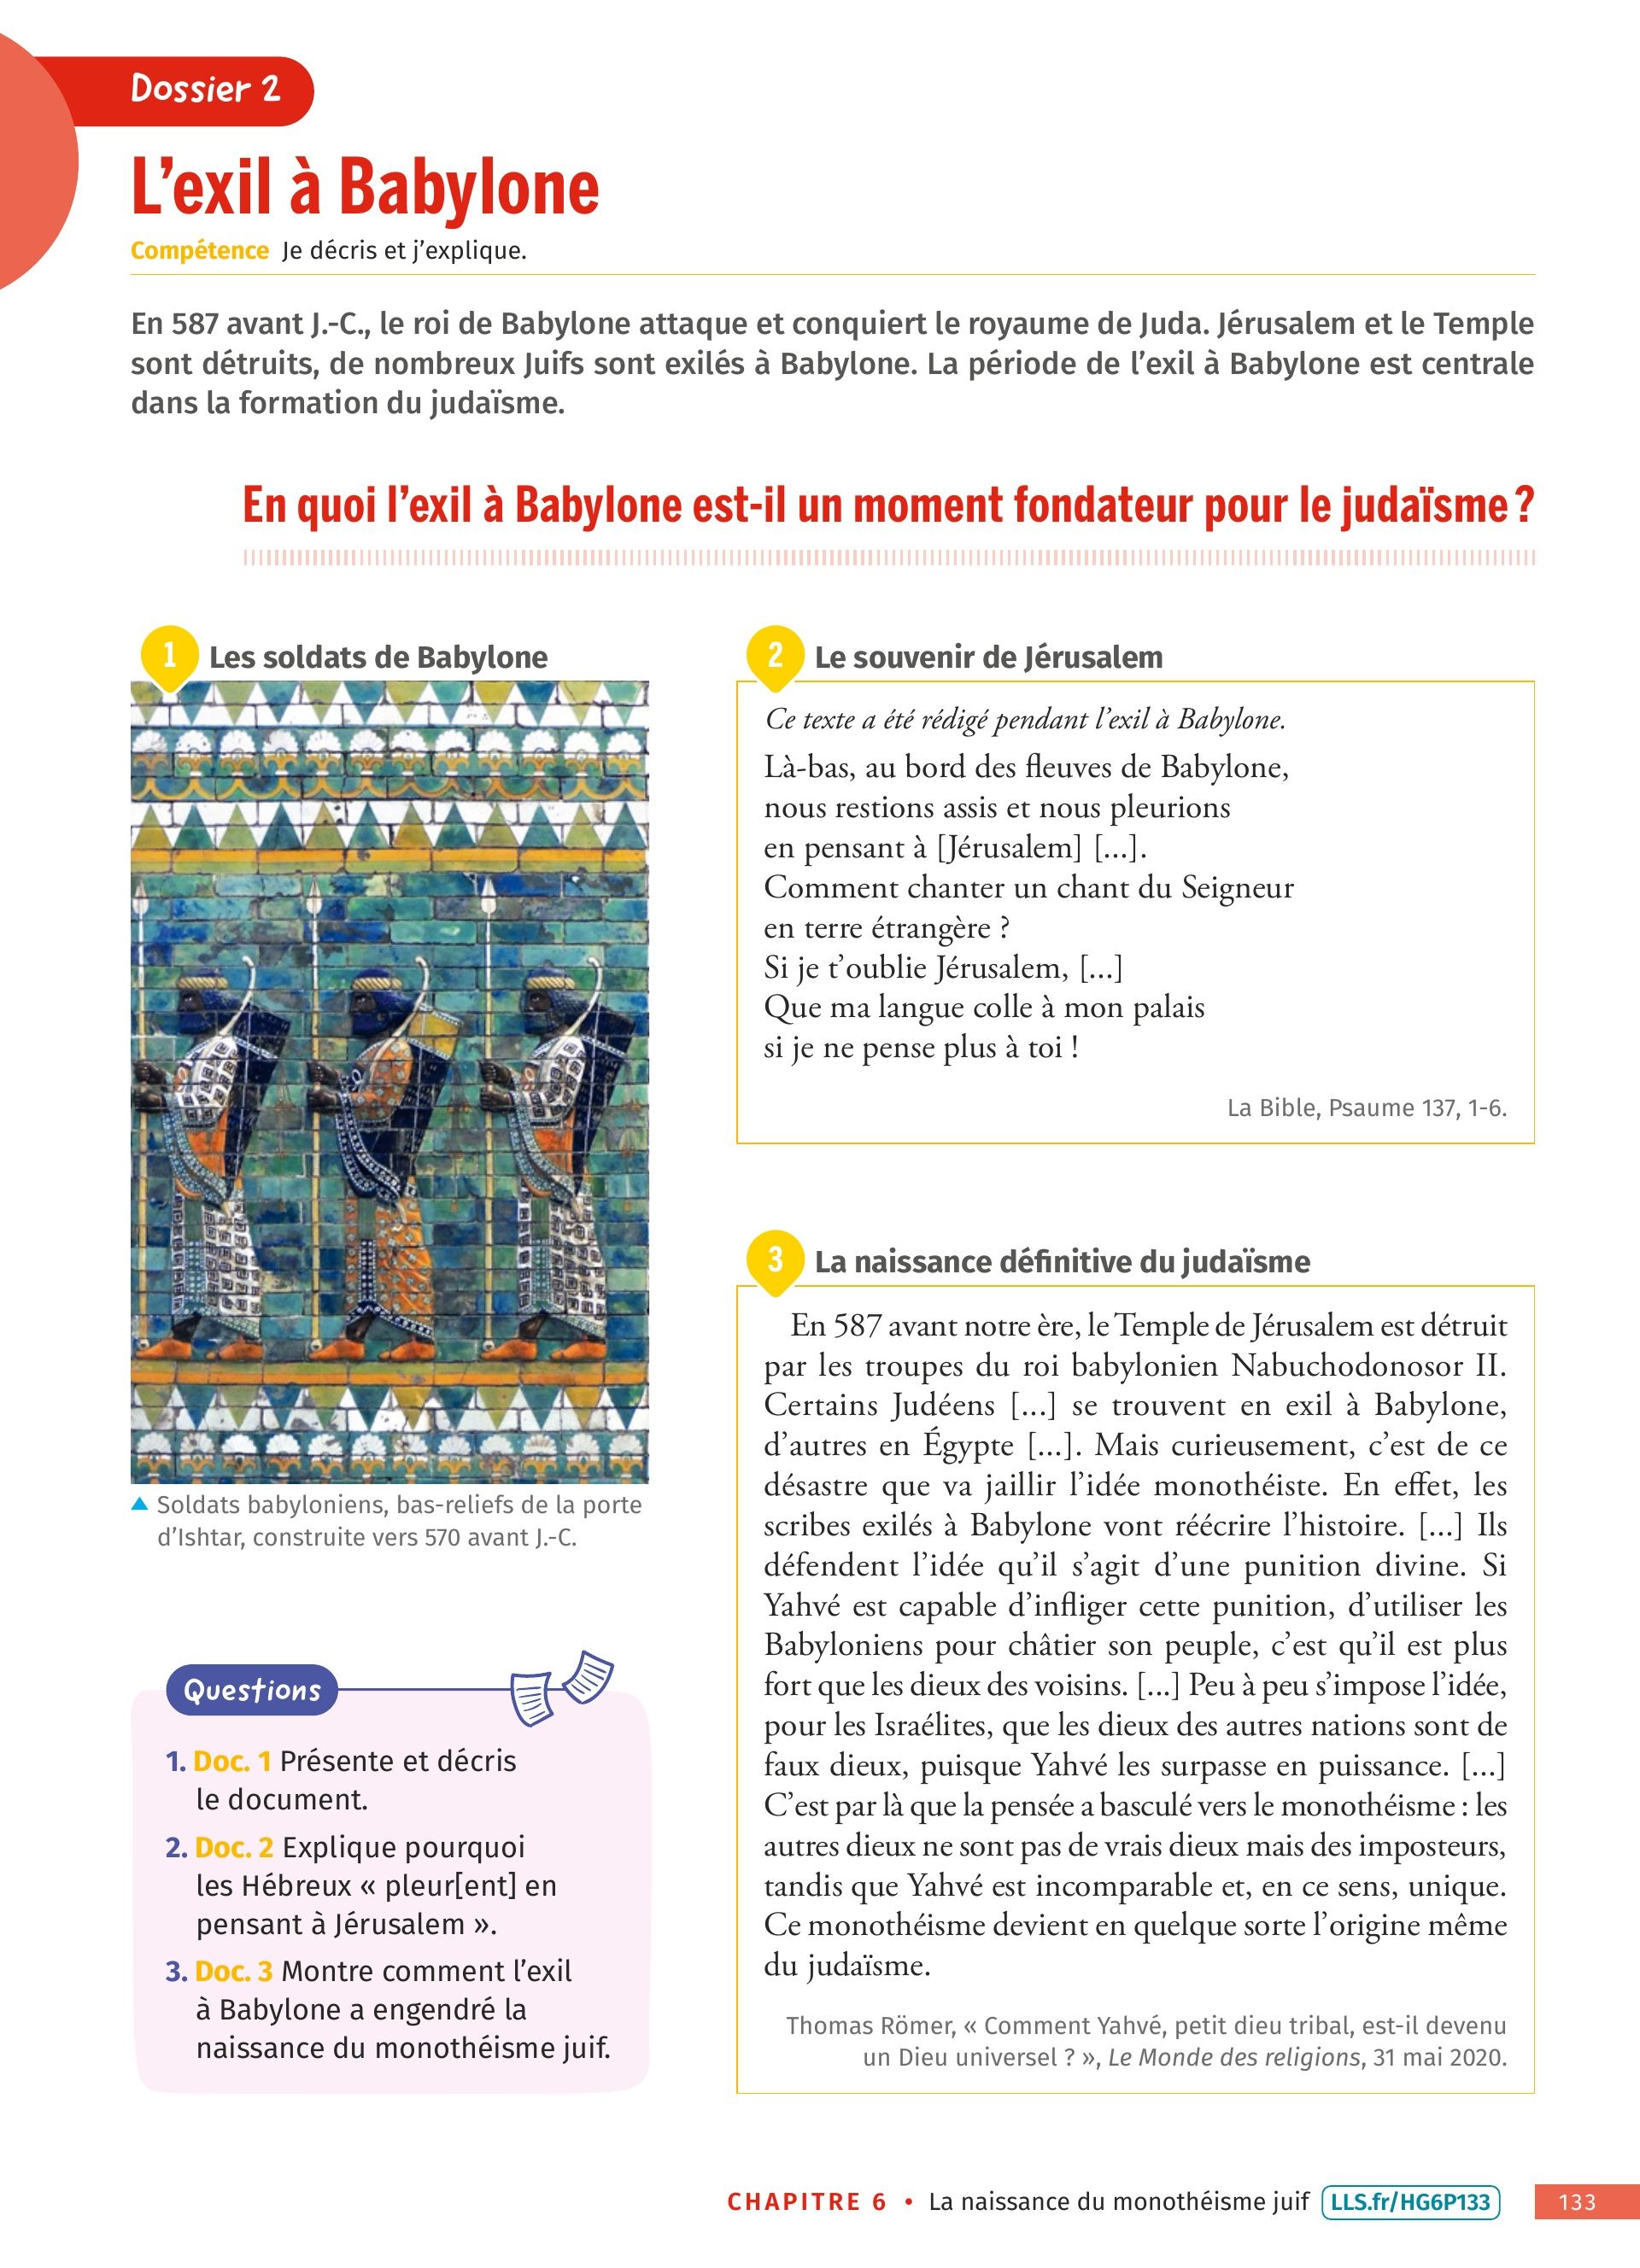 Dossier 2
L'exil à Babylone
Compétence Je décris et j'explique.
En 587 avant J.-C., le roi de Babylone attaque et conquiert le royaume de Juda. Jérusalem et le Temple
sont détruits, de nombreux Juifs sont exilés à Babylone. La période de l'exil à Babylone est centrale
dans la formation du judaïsme.
En quoi l'exil à Babylone est-il un moment fondateur pour le judaïsme ?
1 Les soldats de Babylone
Soldats babyloniens, bas-reliefs de la porte
d'Ishtar, construite vers 570 avant J.-C.
Questions
1. Doc. 1 Présente et décris
le document.
2. Doc. 2 Explique pourquoi
les Hébreux « pleur[ent] en
pensant à Jérusalem ».
3. Doc. 3 Montre comment l'exil
à Babylone a engendré la
naissance du monothéisme juif.
2 Le souvenir de Jérusalem
Ce texte a été rédigé pendant l'exil à Babylone.
Là-bas, au bord des fleuves de Babylone,
nous restions assis et nous pleurions
en pensant à [Jérusalem] [...].
Comment chanter un chant du Seigneur
en terre étrangère ?
Si je t'oublie Jérusalem, [...]
Que ma langue colle à mon palais
si je ne pense plus à toi !
La Bible, Psaume 137, 1-6.
3 La naissance définitive du judaïsme
En 587 avant notre ère, le Temple de Jérusalem est détruit
par les troupes du roi babylonien Nabuchodonosor II.
Certains Judéens [...] se trouvent en exil à Babylone,
d'autres en Égypte [...]. Mais curieusement, c'est de ce
désastre que va jaillir l'idée monothéiste. En effet, les
scribes exilés à Babylone vont réécrire l'histoire. [...] Ils
défendent l'idée qu'il s'agit d'une punition divine. Si
Yahvé est capable d'infliger cette punition, d'utiliser les
Babyloniens pour châtier son peuple, c'est qu'il est plus
fort que les dieux des voisins. [...] Peu à peu s'impose l'idée,
pour les Israélites, que les dieux des autres nations sont de
faux dieux, puisque Yahvé les surpasse en puissance. [...]
C'est par là que la pensée a basculé vers le monothéisme : les
autres dieux ne sont pas de vrais dieux mais des imposteurs,
tandis que Yahvé est incomparable et, en ce sens, unique.
Ce monothéisme devient en quelque sorte l'origine même
du judaïsme.
Thomas Römer, « Comment Yahvé, petit dieu tribal, est-il devenu
un Dieu universel ? », Le Monde des religions, 31 mai 2020.
CHAPITRE 6 • La naissance du monothéisme juif LLS.fr/HG6P133 133